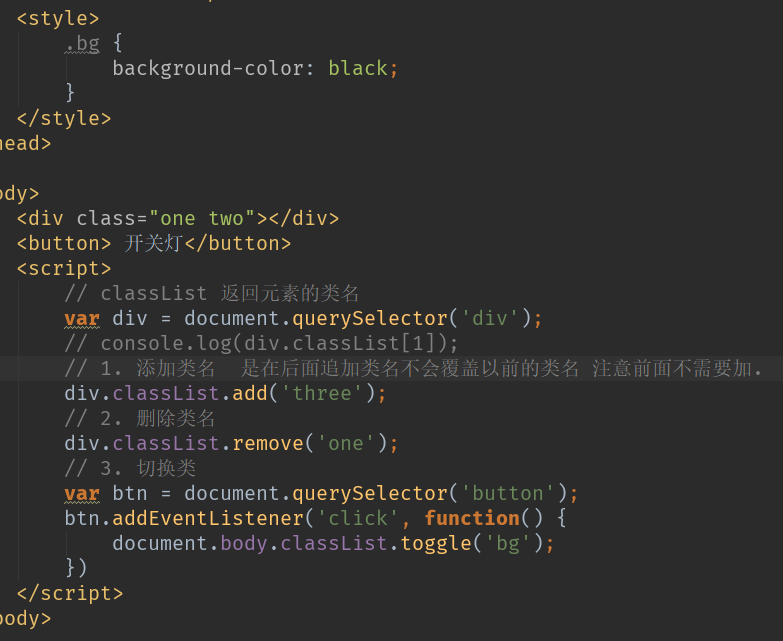 <style>
.bg {
background-color: black;
}
</style>
head>
ody>
<div class="one two"></div>
<button> 开关灯</button>
<script>
// classList 返回元素的类名
var div = document.querySelector('div');
// console.log(div.classList[1]);
// 1. 添加类名  是在后面追加类名不会覆盖以前的类名 注意前面不需要加.
div.classList.add('three');
// 2. 删除类名
div.classList.remove('one');
// 3. 切换类
var btn = document.querySelector('button');
btn.addEventListener('click', function() {
document.body.classList.toggle('bg');
})
</script>
body>